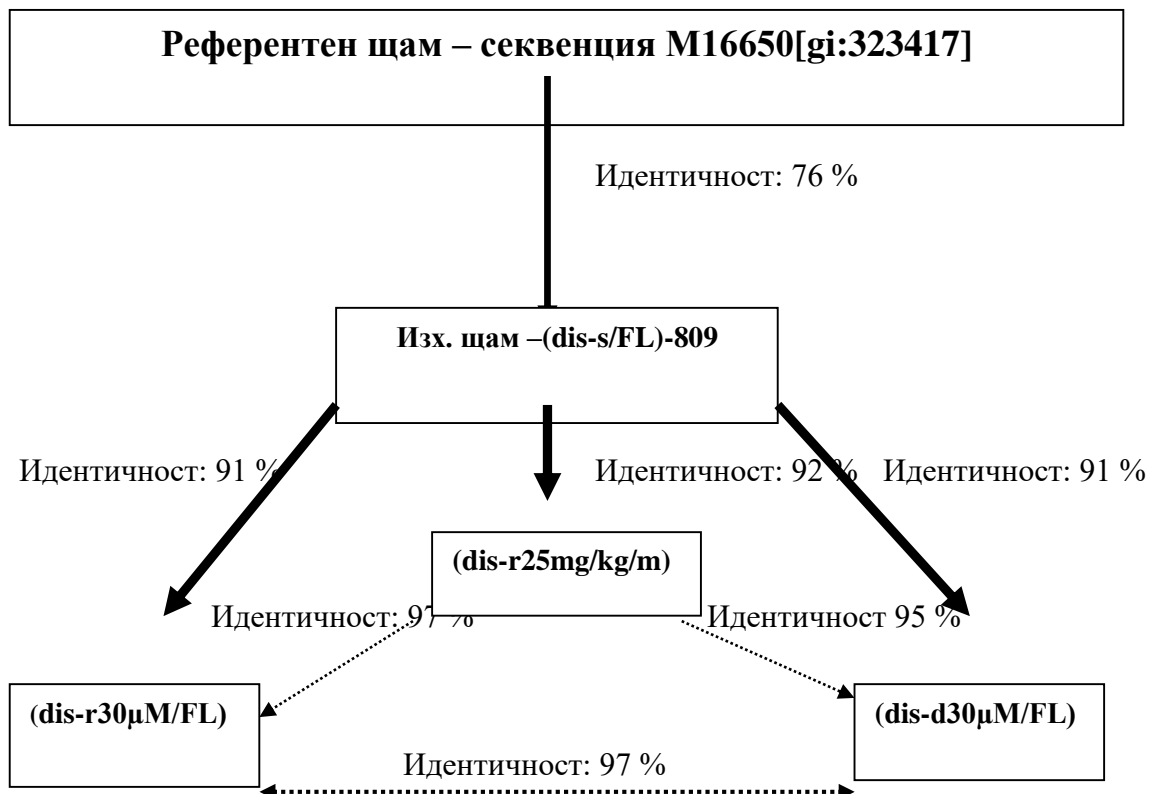 Референтен щам – секвенция M16650[gi:323417]
Идентичност: 76 %
Изх. щам –(dis-s/FL)-809
Идентичност: 91 %
Идентичност: 92 %
Идентичност: 91 %
(dis-r25mg/kg/m)
Идентичност: 97 %
Идентичност 95 %
(dis-r30µM/FL)
(dis-d30µM/FL)
Идентичност: 97 %